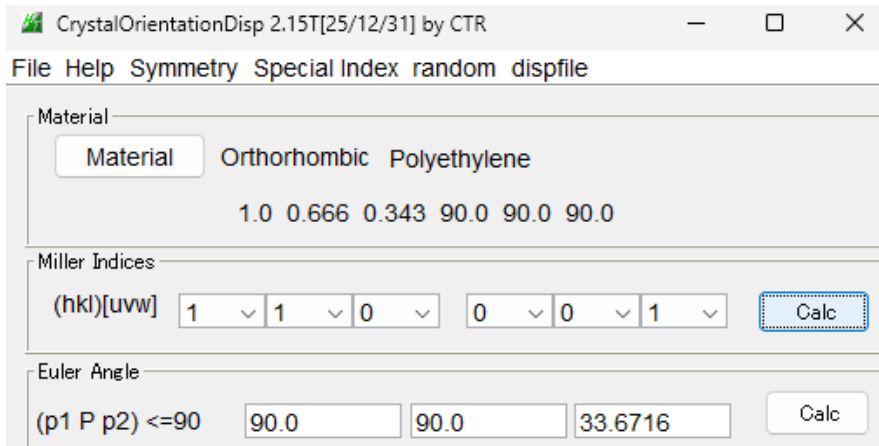 CrystalOrientationDisp 2.15T[25/12/31] by CTR
File Help Symmetry Special Index random dispfile
Material
Material Orthorhombic Polyethylene
1.0 0.666 0.343 90.0 90.0 90.0
Miller Indices
(hkl)[uvw] 1 1 0 0 0 1 Calc
Euler Angle
(p1 P p2) <=90 90.0 90.0 33.6716 Calc